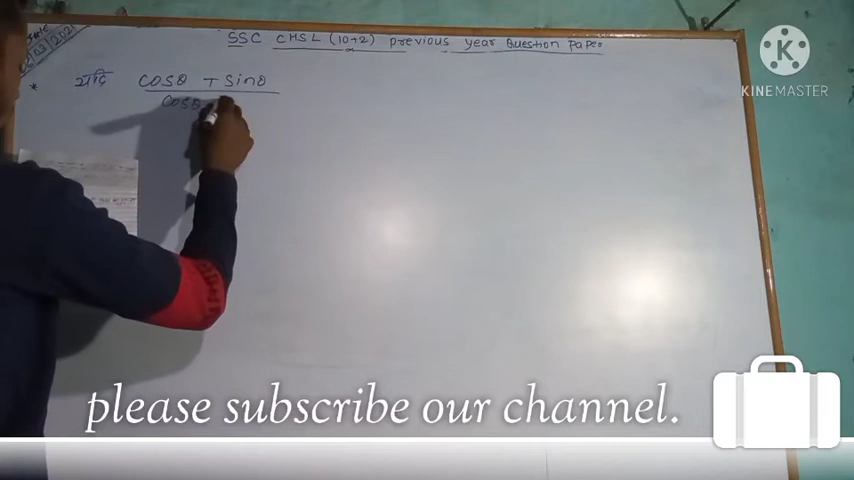 SSC CHSL (10+2) previous year Question Paper
* यदि cosθ + sinθ
cosθ
KINEMASTER
please subscribe our channel.